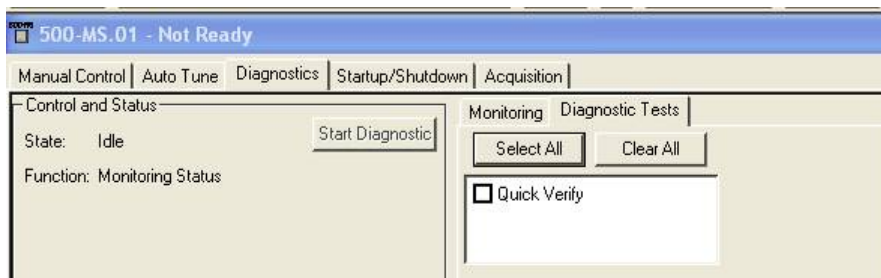 500-MS.01 - Not Ready
Manual Control Auto Tune Diagnostics Startup/Shutdown Acquisition
Control and Status
State: Idle
Start Diagnostic
Function: Monitoring Status
Monitoring Diagnostic Tests
Select All Clear All
Quick Verify